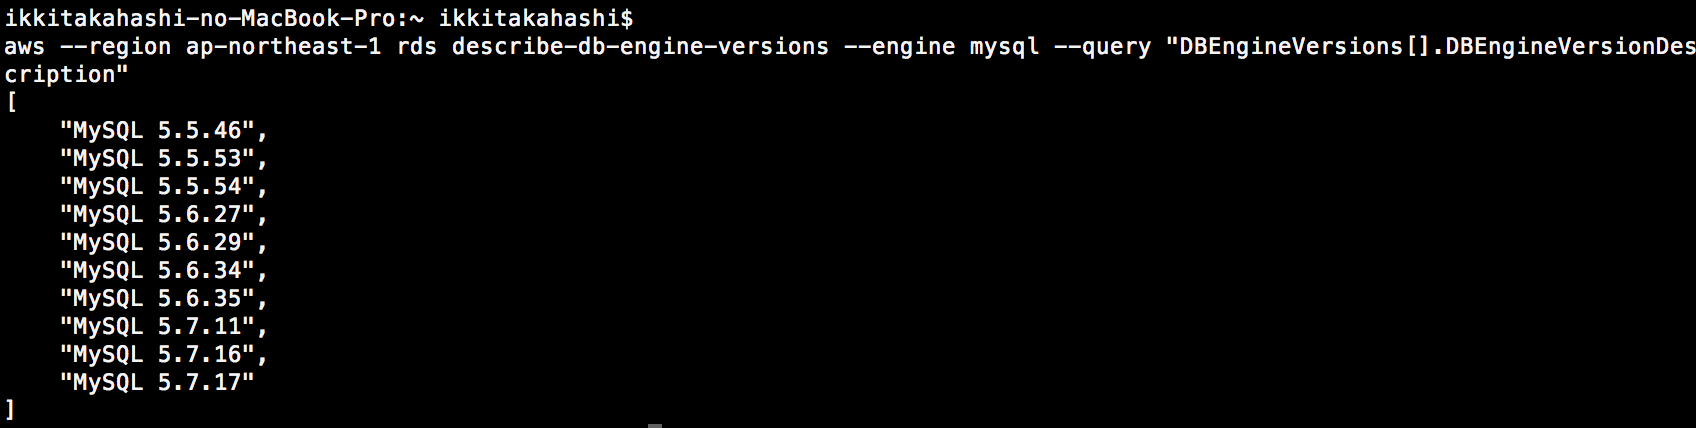 ikkitakahashi-no-MacBook-Pro:~ ikkitakahashi$
aws --region ap-northeast-1 rds describe-db-engine-versions --engine mysql --query "DBEngineVersions[].DBEngineVersionDes
cription"
[
    "MySQL 5.5.46",
    "MySQL 5.5.53",
    "MySQL 5.5.54",
    "MySQL 5.6.27",
    "MySQL 5.6.29",
    "MySQL 5.6.34",
    "MySQL 5.6.35",
    "MySQL 5.7.11",
    "MySQL 5.7.16",
    "MySQL 5.7.17"
]